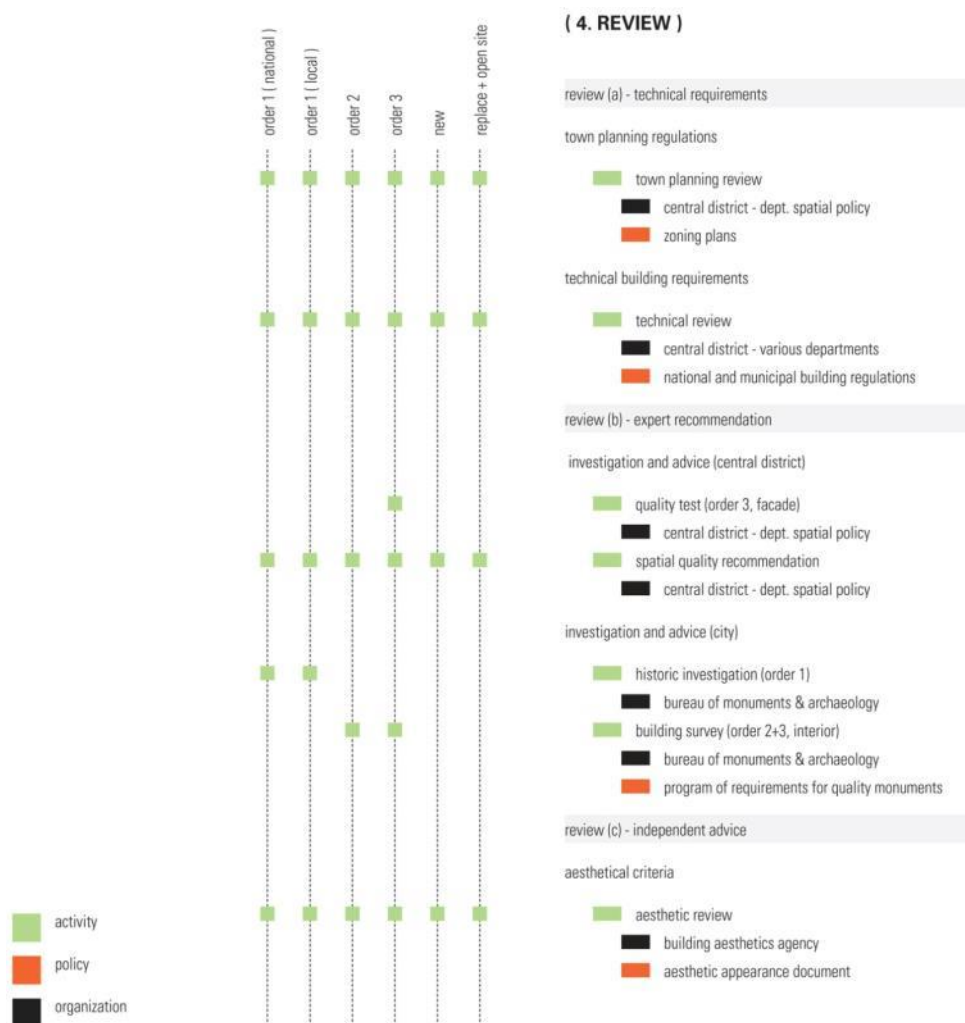 ( 4. REVIEW )
order 1 ( national )
order 1 ( local )
order 2
order 3
new
replace + open site
review (a) - technical requirements
town planning regulations
town planning review
central district - dept. spatial policy
zoning plans
technical building requirements
technical review
central district - various departments
national and municipal building regulations
review (b) - expert recommendation
investigation and advice (central district)
quality test (order 3, facade)
central district - dept. spatial policy
spatial quality recommendation
central district - dept. spatial policy
investigation and advice (city)
historic investigation (order 1)
bureau of monuments & archaeology
building survey (order 2+3, interior)
bureau of monuments & archaeology
program of requirements for quality monuments
review (c) - independent advice
aesthetical criteria
aesthetic review
building aesthetics agency
aesthetic appearance document
activity
policy
organization